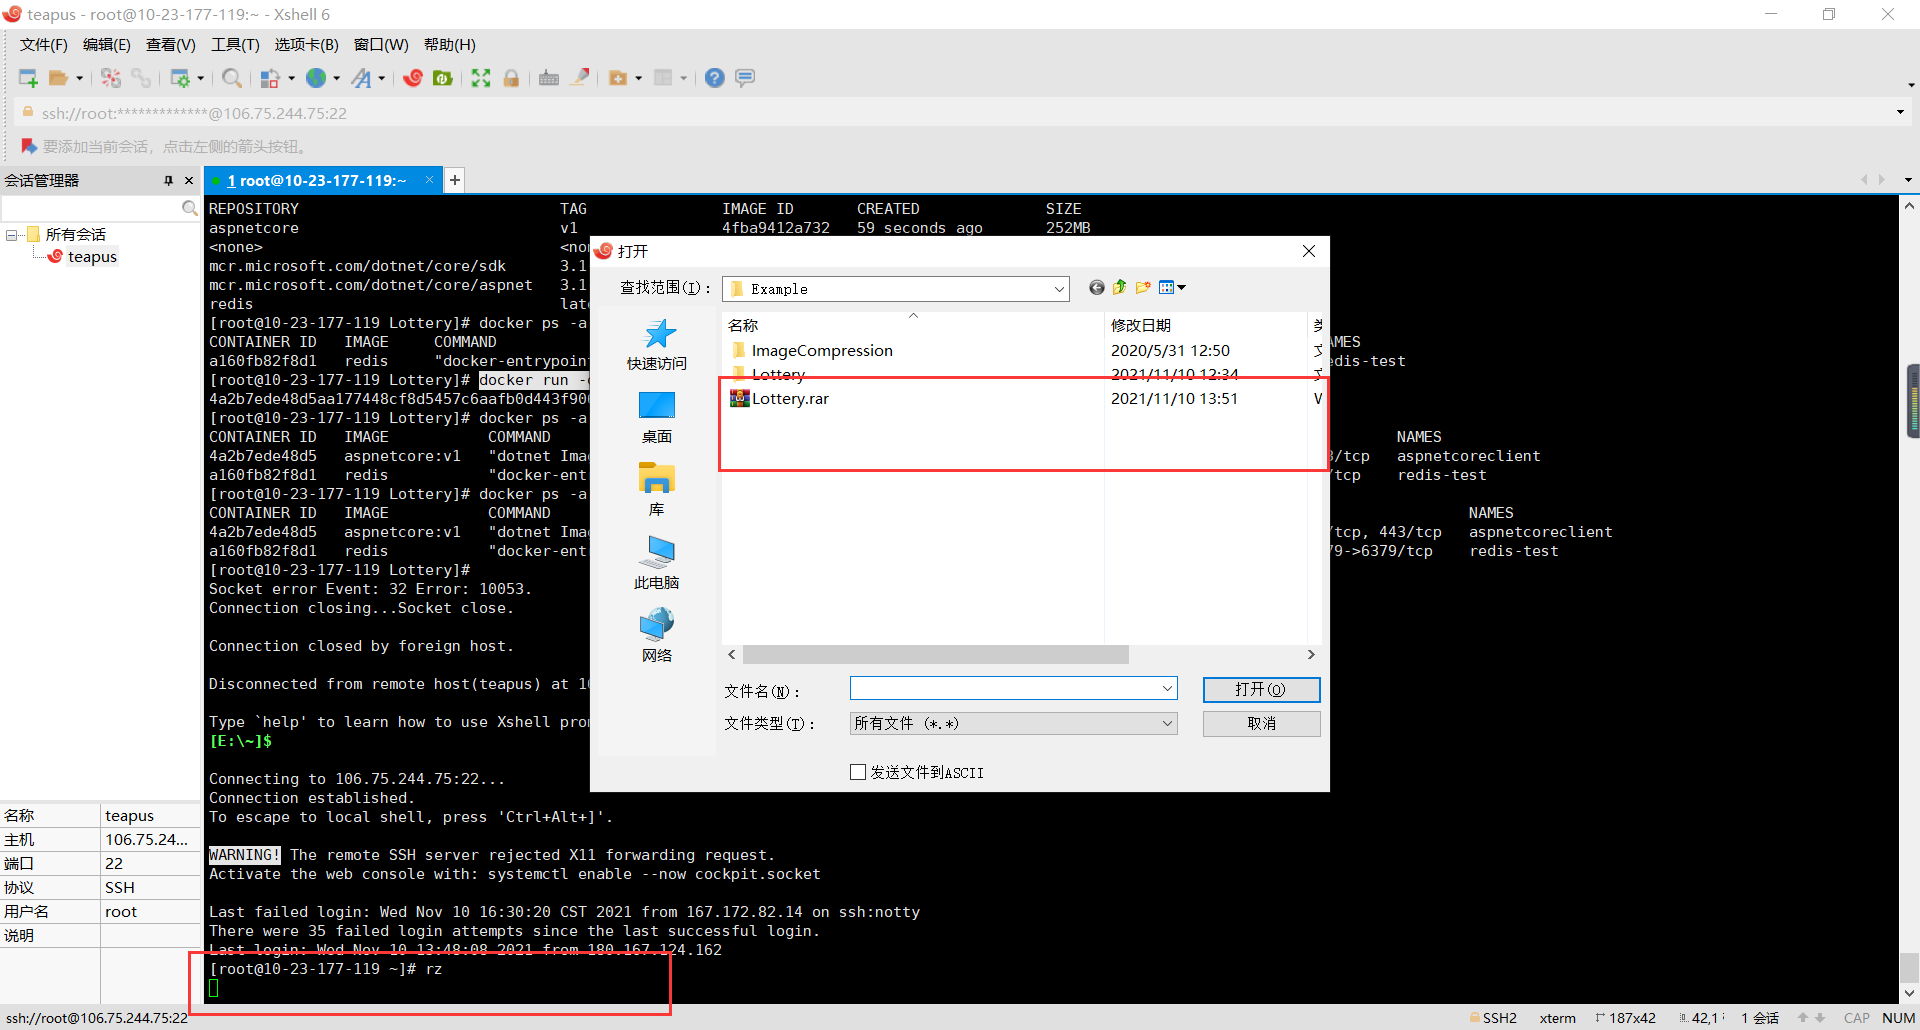 teapus - root@10-23-177-119:~ - Xshell 6
文件(F) 编辑(E) 查看(V) 工具(T) 选项卡(B) 窗口(W) 帮助(H)
ssh://root:*************@106.75.244.75:22
要添加当前会话，点击左侧的箭头按钮。
会话管理器
所有会话
teapus
名称 teapus
主机 106.75.24...
端口 22
协议 SSH
用户名 root
说明
1 root@10-23-177-119:~
REPOSITORY TAG IMAGE ID CREATED SIZE
aspnetcore v1 4fba9412a732 59 seconds ago 252MB
<none> <no
mcr.microsoft.com/dotnet/core/sdk 3.1
mcr.microsoft.com/dotnet/core/aspnet 3.1
redis late
[root@10-23-177-119 Lottery]# docker ps -a
CONTAINER ID IMAGE COMMAND AMES
a160fb82f8d1 redis "docker-entrypoin edis-test
[root@10-23-177-119 Lottery]# docker run -
4a2b7ede48d5aa177448cf8d5457c6aafb0d443f90
[root@10-23-177-119 Lottery]# docker ps -a
CONTAINER ID IMAGE COMMAND NAMES
4a2b7ede48d5 aspnetcore:v1 "dotnet Ima 3/tcp aspnetcoreclient
a160fb82f8d1 redis "docker-ent /tcp redis-test
[root@10-23-177-119 Lottery]# docker ps -a
CONTAINER ID IMAGE COMMAND NAMES
4a2b7ede48d5 aspnetcore:v1 "dotnet Ima /tcp, 443/tcp aspnetcoreclient
a160fb82f8d1 redis "docker-ent 79->6379/tcp redis-test
[root@10-23-177-119 Lottery]#
Socket error Event: 32 Error: 10053.
Connection closing...Socket close.
Connection closed by foreign host.
Disconnected from remote host(teapus) at 1
Type `help' to learn how to use Xshell pro
[E:\~]$
Connecting to 106.75.244.75:22...
Connection established.
To escape to local shell, press 'Ctrl+Alt+]'.
WARNING! The remote SSH server rejected X11 forwarding request.
Activate the web console with: systemctl enable --now cockpit.socket
Last failed login: Wed Nov 10 16:30:20 CST 2021 from 167.172.82.14 on ssh:notty
There were 35 failed login attempts since the last successful login.
Last login: Wed Nov 10 13:48:08 2021 from 180.167.124.162
[root@10-23-177-119 ~]# rz
打开
查找范围(I)： Example
快速访问
桌面
库
此电脑
网络
名称 修改日期
ImageCompression 2020/5/31 12:50
Lottery 2021/11/10 12:34
Lottery.rar 2021/11/10 13:51 W
文件名(N)：
打开(O)
文件类型(T)： 所有文件 (*.*)
取消
发送文件到ASCII
ssh://root@106.75.244.75:22
SSH2 xterm 187x42 42,1 1 会话 CAP NUM